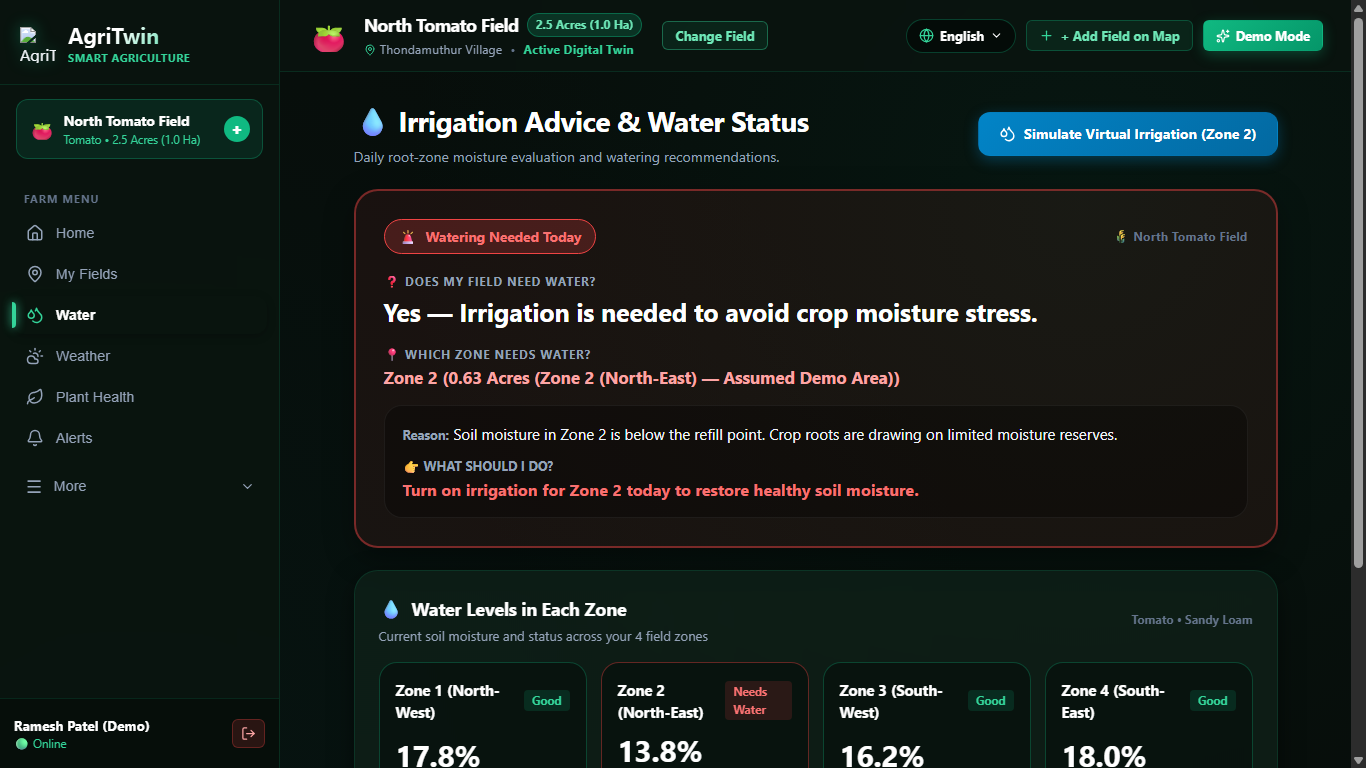 AgriT
AgriTwin
SMART AGRICULTURE
North Tomato Field
Tomato • 2.5 Acres (1.0 Ha)
+
FARM MENU
Home
My Fields
Water
Weather
Plant Health
Alerts
More
Ramesh Patel (Demo)
Online
North Tomato Field
2.5 Acres (1.0 Ha)
Thondamuthur Village • Active Digital Twin
Change Field
English
+ Add Field on Map
Demo Mode
Irrigation Advice & Water Status
Daily root-zone moisture evaluation and watering recommendations.
Simulate Virtual Irrigation (Zone 2)
Watering Needed Today
North Tomato Field
❓ DOES MY FIELD NEED WATER?
Yes — Irrigation is needed to avoid crop moisture stress.
WHICH ZONE NEEDS WATER?
Zone 2 (0.63 Acres (Zone 2 (North-East) — Assumed Demo Area))
Reason: Soil moisture in Zone 2 is below the refill point. Crop roots are drawing on limited moisture reserves.
WHAT SHOULD I DO?
Turn on irrigation for Zone 2 today to restore healthy soil moisture.
Water Levels in Each Zone
Current soil moisture and status across your 4 field zones
Tomato • Sandy Loam
Zone 1 (North-
West)
Good
17.8%
Zone 2
(North-East)
Needs
Water
13.8%
Zone 3 (South-
West)
Good
16.2%
Zone 4 (South-
East)
Good
18.0%